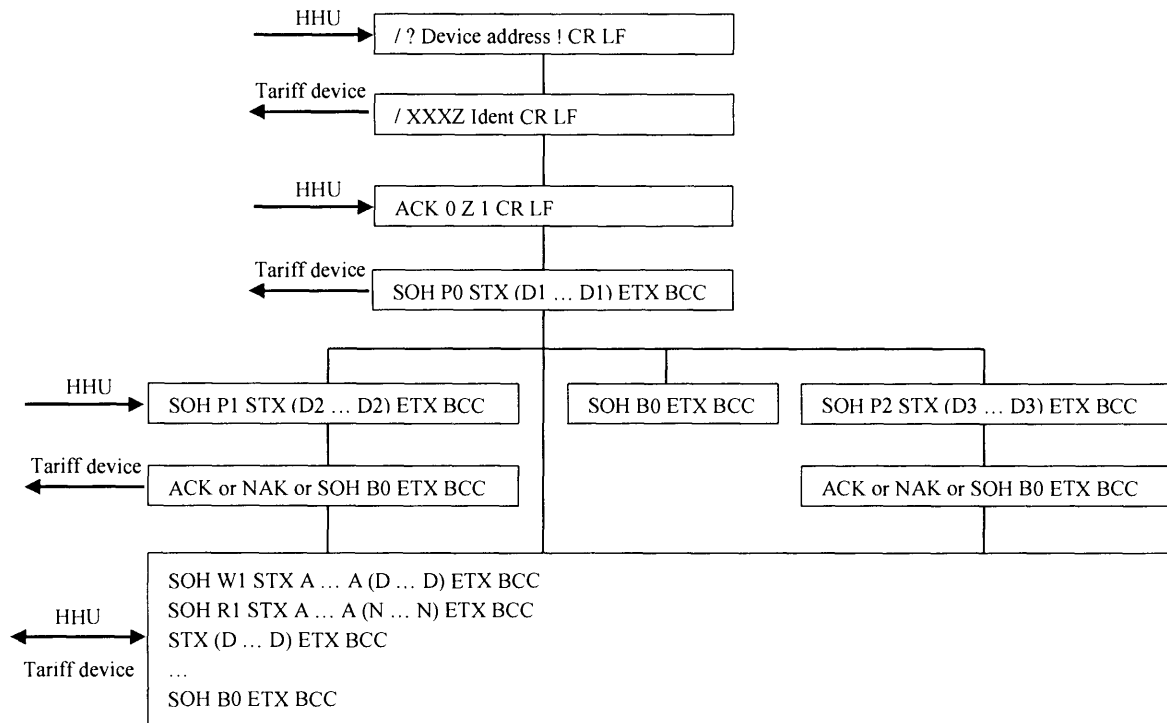 HHU
/ ? Device address ! CR LF
Tariff device
/ XXXZ Ident CR LF
HHU
ACK 0 Z 1 CR LF
Tariff device
SOH P0 STX (D1 ... D1) ETX BCC
HHU
SOH P1 STX (D2 ... D2) ETX BCC
SOH B0 ETX BCC
SOH P2 STX (D3 ... D3) ETX BCC
Tariff device
ACK or NAK or SOH B0 ETX BCC
ACK or NAK or SOH B0 ETX BCC
SOH W1 STX A ... A (D ... D) ETX BCC
SOH R1 STX A ... A (N ... N) ETX BCC
HHU
STX (D ... D) ETX BCC
Tariff device
...
SOH B0 ETX BCC